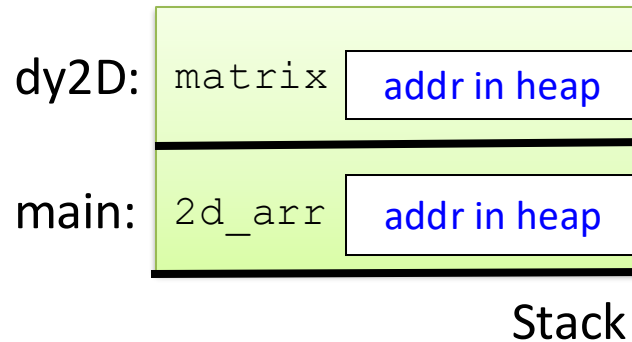 dy2D: matrix addr in heap
main: 2d_arr addr in heap
Stack